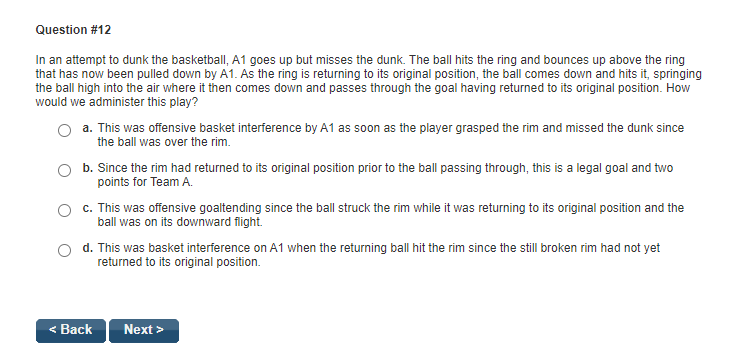 Question #12
In an attempt to dunk the basketball, A1 goes up but misses the dunk. The ball hits the ring and bounces up above the ring
that has now been pulled down by A1. As the ring is returning to its original position, the ball comes down and hits it, springing
the ball high into the air where it then comes down and passes through the goal having returned to its original position. How
would we administer this play?
a. This was offensive basket interference by A1 as soon as the player grasped the rim and missed the dunk since
the ball was over the rim.
b. Since the rim had returned to its original position prior to the ball passing through, this is a legal goal and two
points for Team A.
c. This was offensive goaltending since the ball struck the rim while it was returning to its original position and the
ball was on its downward flight.
d. This was basket interference on A1 when the returning ball hit the rim since the still broken rim had not yet
returned to its original position.
< Back Next >